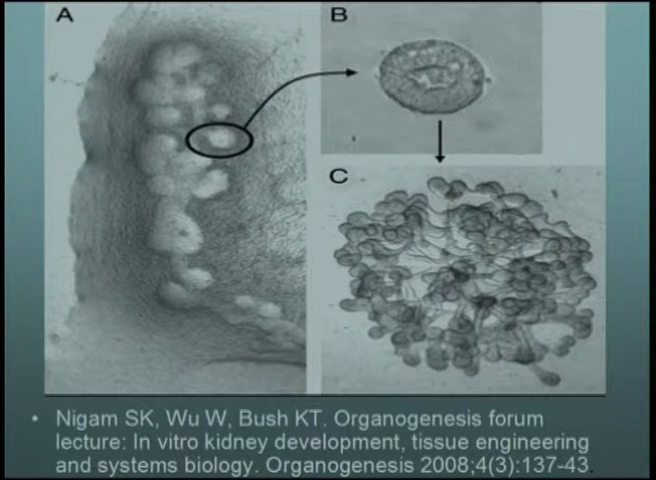 A
B
C
• Nigam SK, Wu W, Bush KT. Organogenesis forum
lecture: In vitro kidney development, tissue engineering
and systems biology. Organogenesis 2008;4(3):137-43.